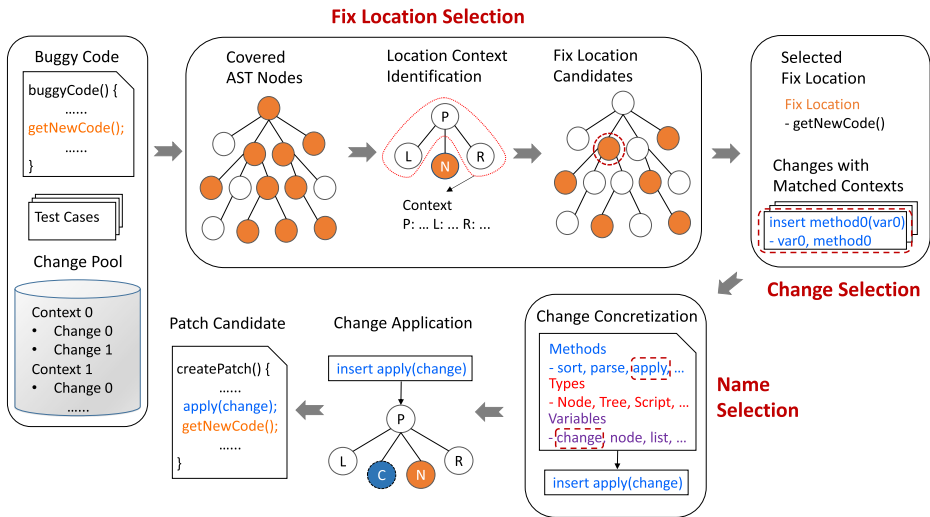 Fix Location Selection
Buggy Code
buggyCode() {
......
getNewCode();
......
}
Test Cases
Change Pool
Context 0
• Change 0
• Change 1
Context 1
• Change 0
......
Covered
AST Nodes
Location Context
Identification
P
L
N
R
Context
P: ... L: ... R: ...
Fix Location
Candidates
Selected
Fix Location
Fix Location
- getNewCode()
Changes with
Matched Contexts
insert method0(var0)
- var0, method0
Change Selection
Change Concretization
Methods
- sort, parse, apply, ...
Types
- Node, Tree, Script, ...
Variables
- change, node, list, ...
insert apply(change)
Name
Selection
Change Application
insert apply(change)
P
L
C
N
R
Patch Candidate
createPatch() {
......
apply(change);
getNewCode();
......
}